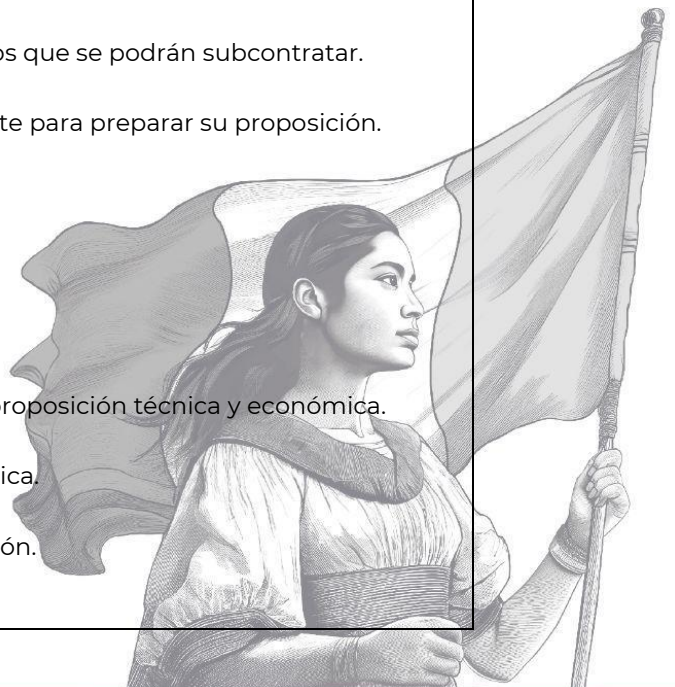 os que se podrán subcontratar.
te para preparar su proposición.
proposición técnica y económica.
ica.
ón.